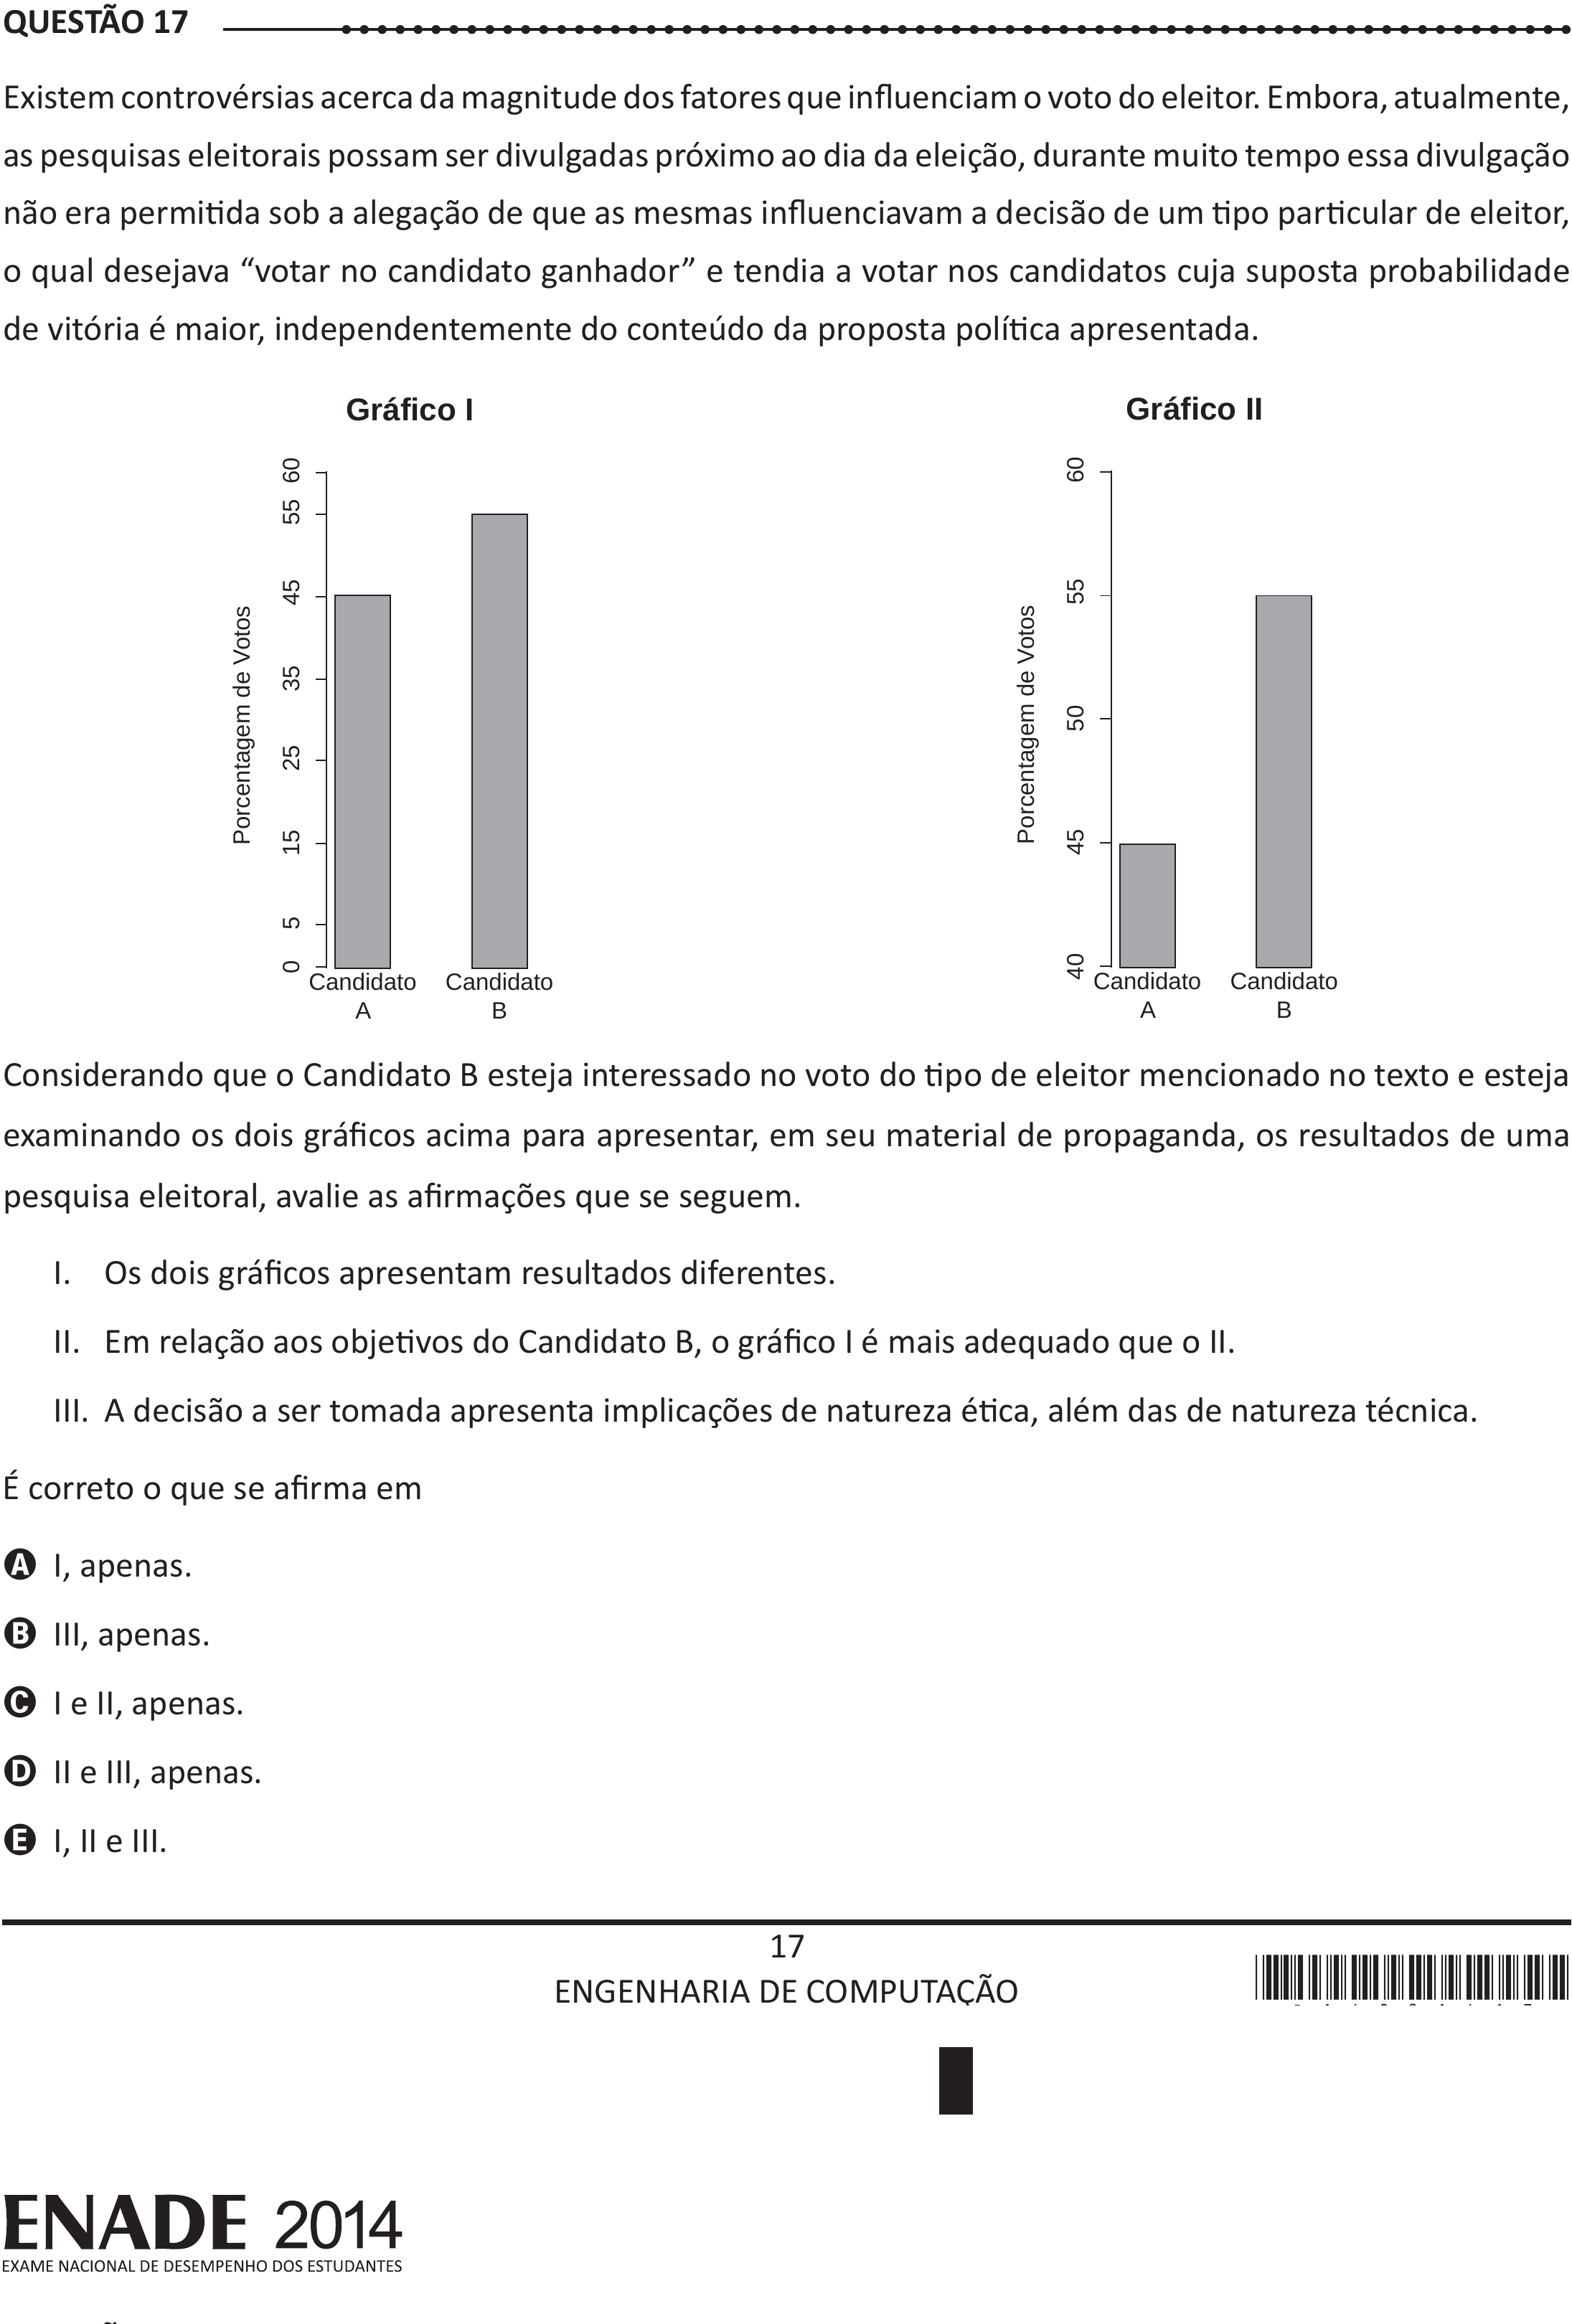 QUESTÃO 17
Existem controvérsias acerca da magnitude dos fatores que influenciam o voto do eleitor. Embora, atualmente,
as pesquisas eleitorais possam ser divulgadas próximo ao dia da eleição, durante muito tempo essa divulgação
não era permitida sob a alegação de que as mesmas influenciavam a decisão de um tipo particular de eleitor,
o qual desejava “votar no candidato ganhador” e tendia a votar nos candidatos cuja suposta probabilidade
de vitória é maior, independentemente do conteúdo da proposta política apresentada.
Gráfico I
Porcentagem de Votos
60
55
45
35
25
15
5
0
Candidato
A
Candidato
B
Gráfico II
Porcentagem de Votos
60
55
50
45
40
Candidato
A
Candidato
B
Considerando que o Candidato B esteja interessado no voto do tipo de eleitor mencionado no texto e esteja
examinando os dois gráficos acima para apresentar, em seu material de propaganda, os resultados de uma
pesquisa eleitoral, avalie as afirmações que se seguem.
I. Os dois gráficos apresentam resultados diferentes.
II. Em relação aos objetivos do Candidato B, o gráfico I é mais adequado que o II.
III. A decisão a ser tomada apresenta implicações de natureza ética, além das de natureza técnica.
É correto o que se afirma em
A I, apenas.
B III, apenas.
C I e II, apenas.
D II e III, apenas.
E I, II e III.
17
ENGENHARIA DE COMPUTAÇÃO
ENADE 2014
EXAME NACIONAL DE DESEMPENHO DOS ESTUDANTES